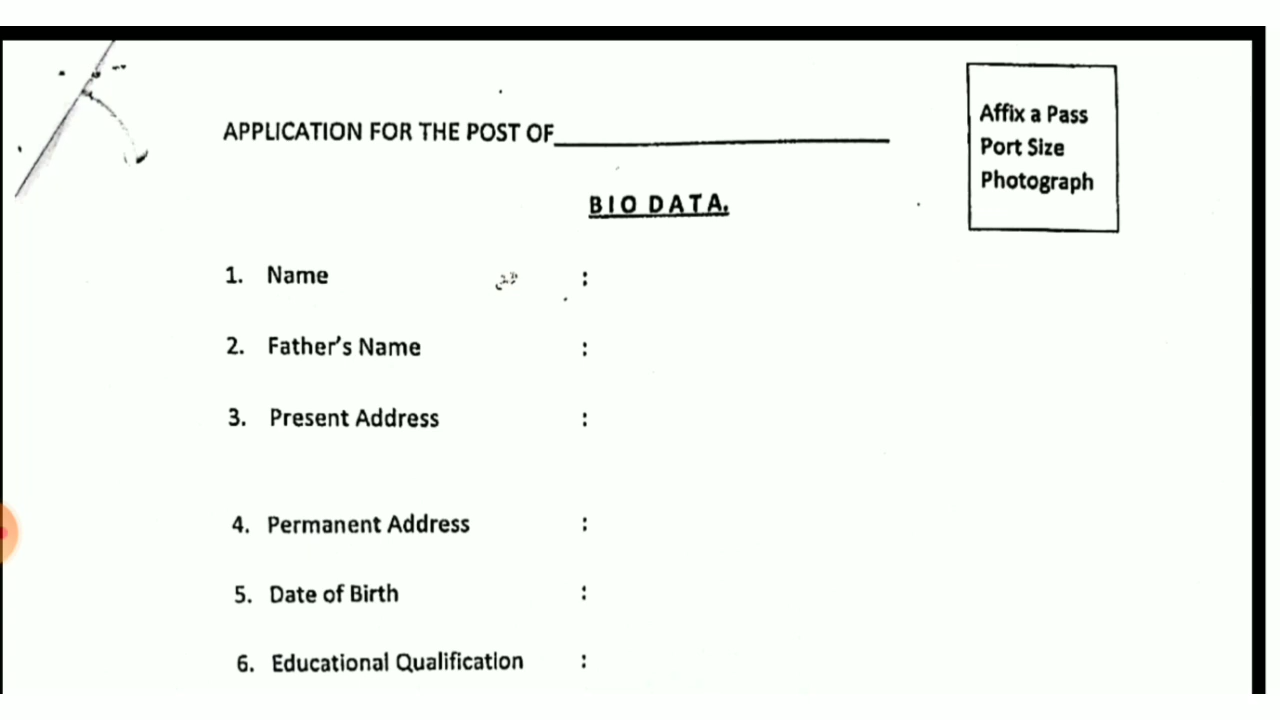 APPLICATION FOR THE POST OF
Affix a Pass
Port Size
Photograph
BIO DATA.
1. Name :
2. Father's Name :
3. Present Address :
4. Permanent Address :
5. Date of Birth :
6. Educational Qualification :